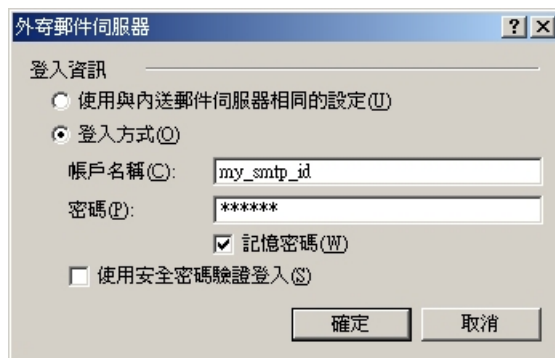 外寄郵件伺服器
登入資訊
使用與內送郵件伺服器相同的設定(U)
登入方式(O)
帳戶名稱(C): my_smtp_id
密碼(P): ******
記憶密碼(W)
使用安全密碼驗證登入(S)
確定 取消